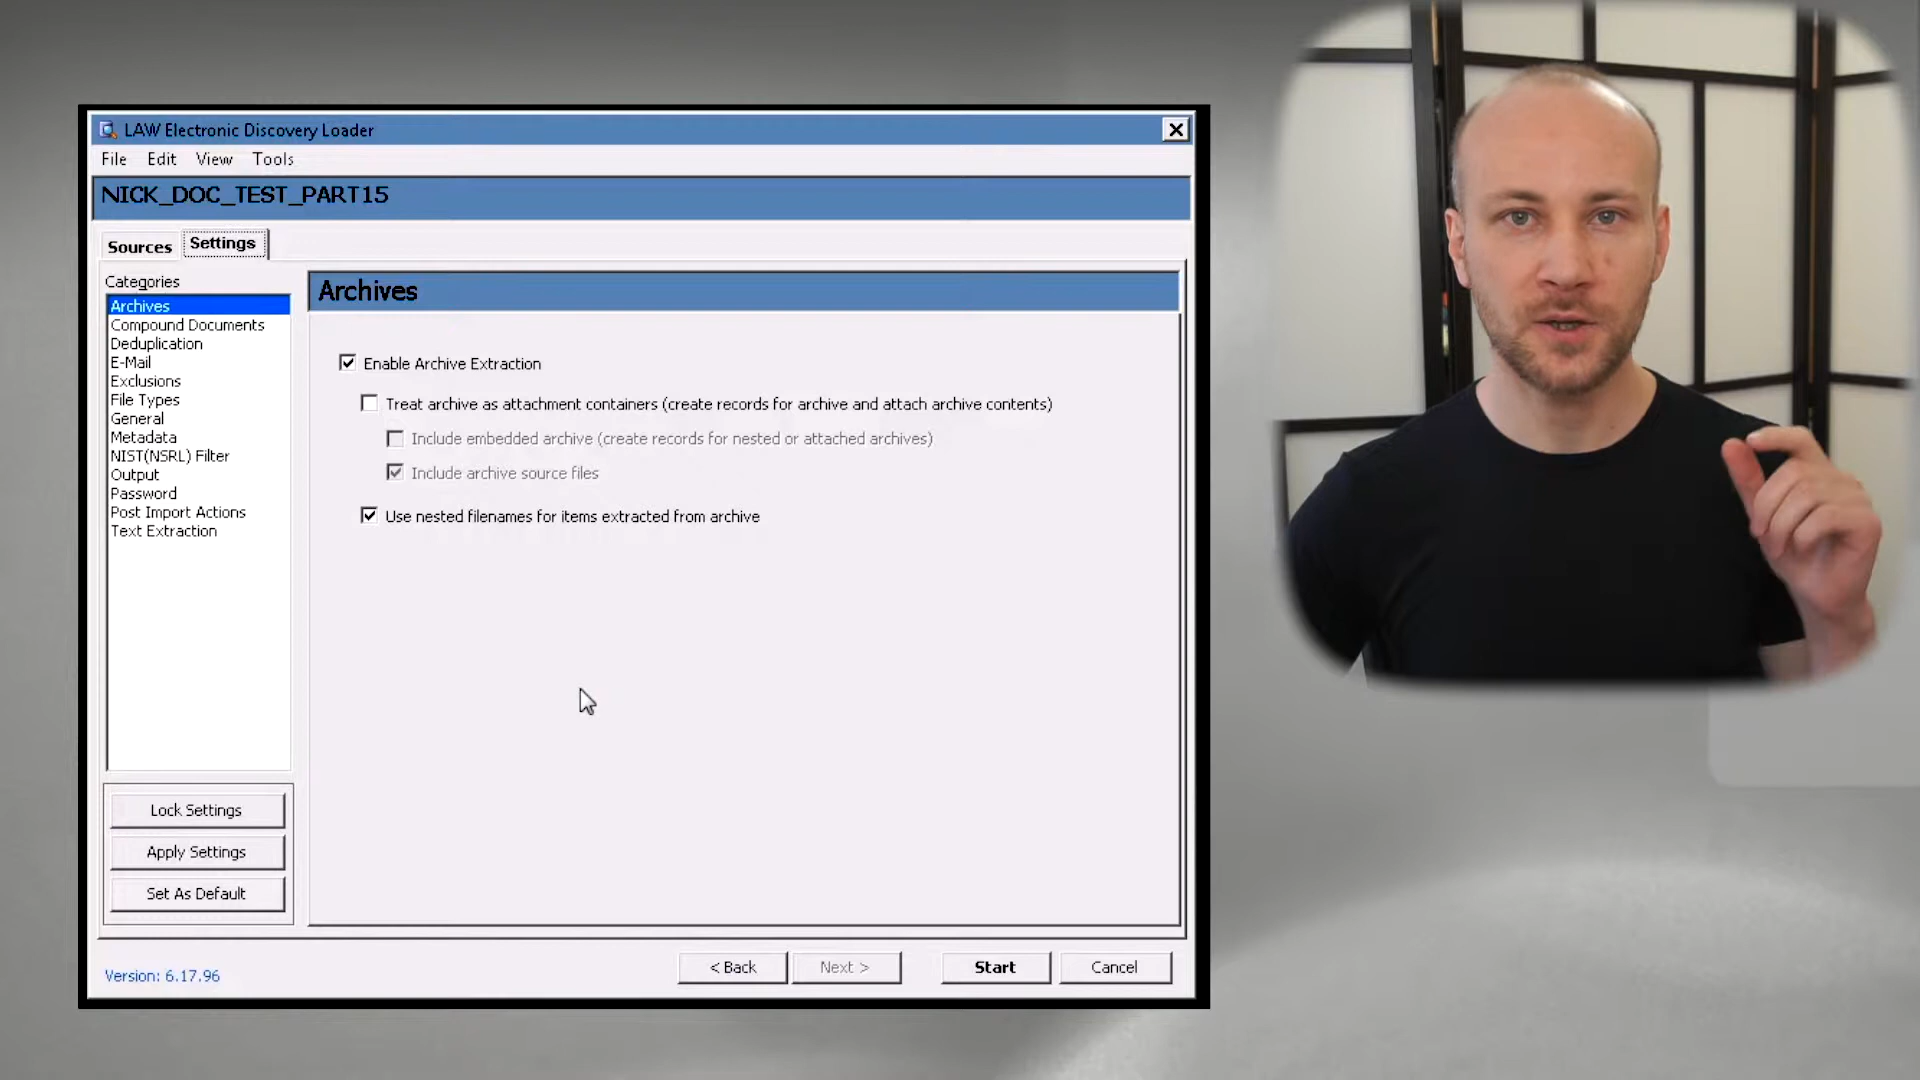 LAW Electronic Discovery Loader
File Edit View Tools
NICK_DOC_TEST_PART15
Sources Settings
Categories
Archives
Compound Documents
Deduplication
E-Mail
Exclusions
File Types
General
Metadata
NIST(NSRL) Filter
Output
Password
Post Import Actions
Text Extraction
Lock Settings
Apply Settings
Set As Default
Archives
Enable Archive Extraction
Treat archive as attachment containers (create records for archive and attach archive contents)
Include embedded archive (create records for nested or attached archives)
Include archive source files
Use nested filenames for items extracted from archive
Version: 6.17.96
< Back Next > Start Cancel